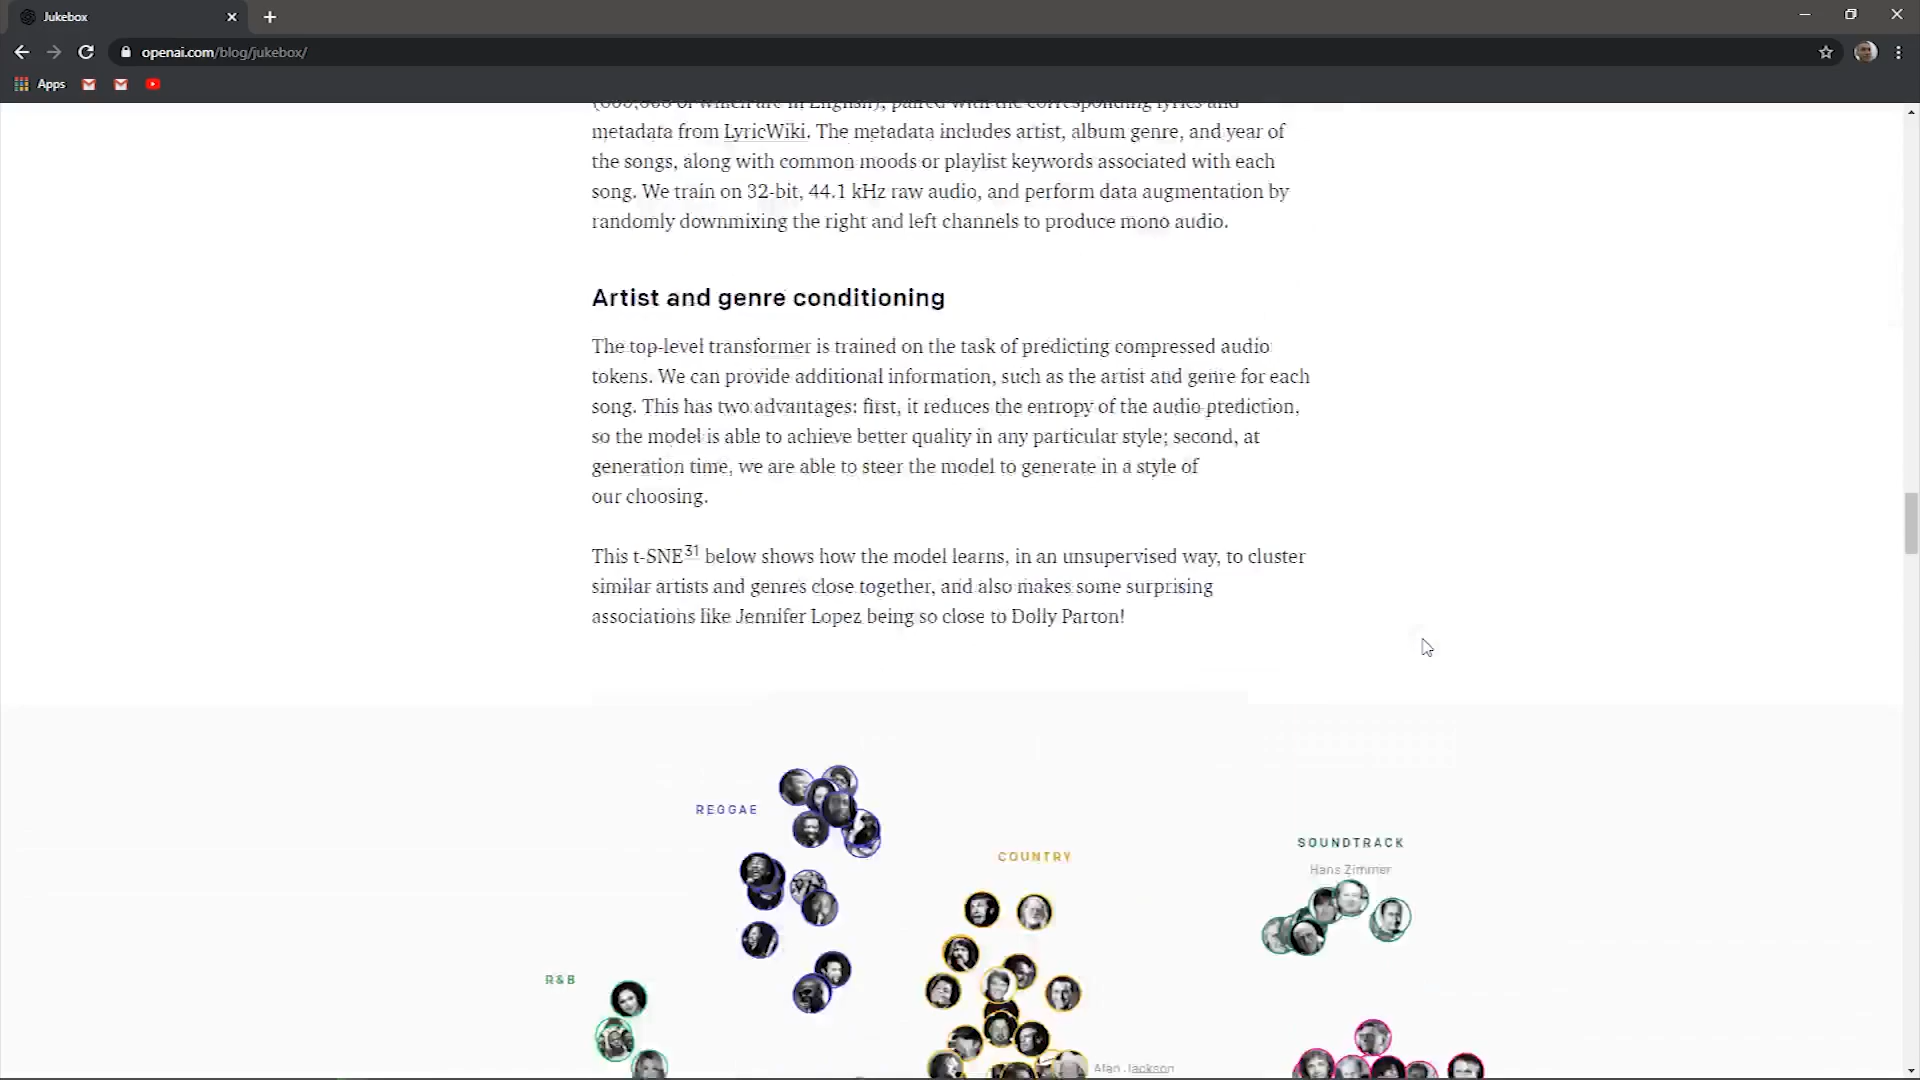 Jukebox
openai.com/blog/jukebox/
Apps
(600,000 of which are in English), paired with the corresponding lyrics and
metadata from LyricWiki. The metadata includes artist, album genre, and year of
the songs, along with common moods or playlist keywords associated with each
song. We train on 32-bit, 44.1 kHz raw audio, and perform data augmentation by
randomly downmixing the right and left channels to produce mono audio.
Artist and genre conditioning
The top-level transformer is trained on the task of predicting compressed audio
tokens. We can provide additional information, such as the artist and genre for each
song. This has two advantages: first, it reduces the entropy of the audio prediction,
so the model is able to achieve better quality in any particular style; second, at
generation time, we are able to steer the model to generate in a style of
our choosing.
This t-SNE31 below shows how the model learns, in an unsupervised way, to cluster
similar artists and genres close together, and also makes some surprising
associations like Jennifer Lopez being so close to Dolly Parton!
REGGAE
COUNTRY
SOUNDTRACK
Hans Zimmer
R&B
Alan Jackson